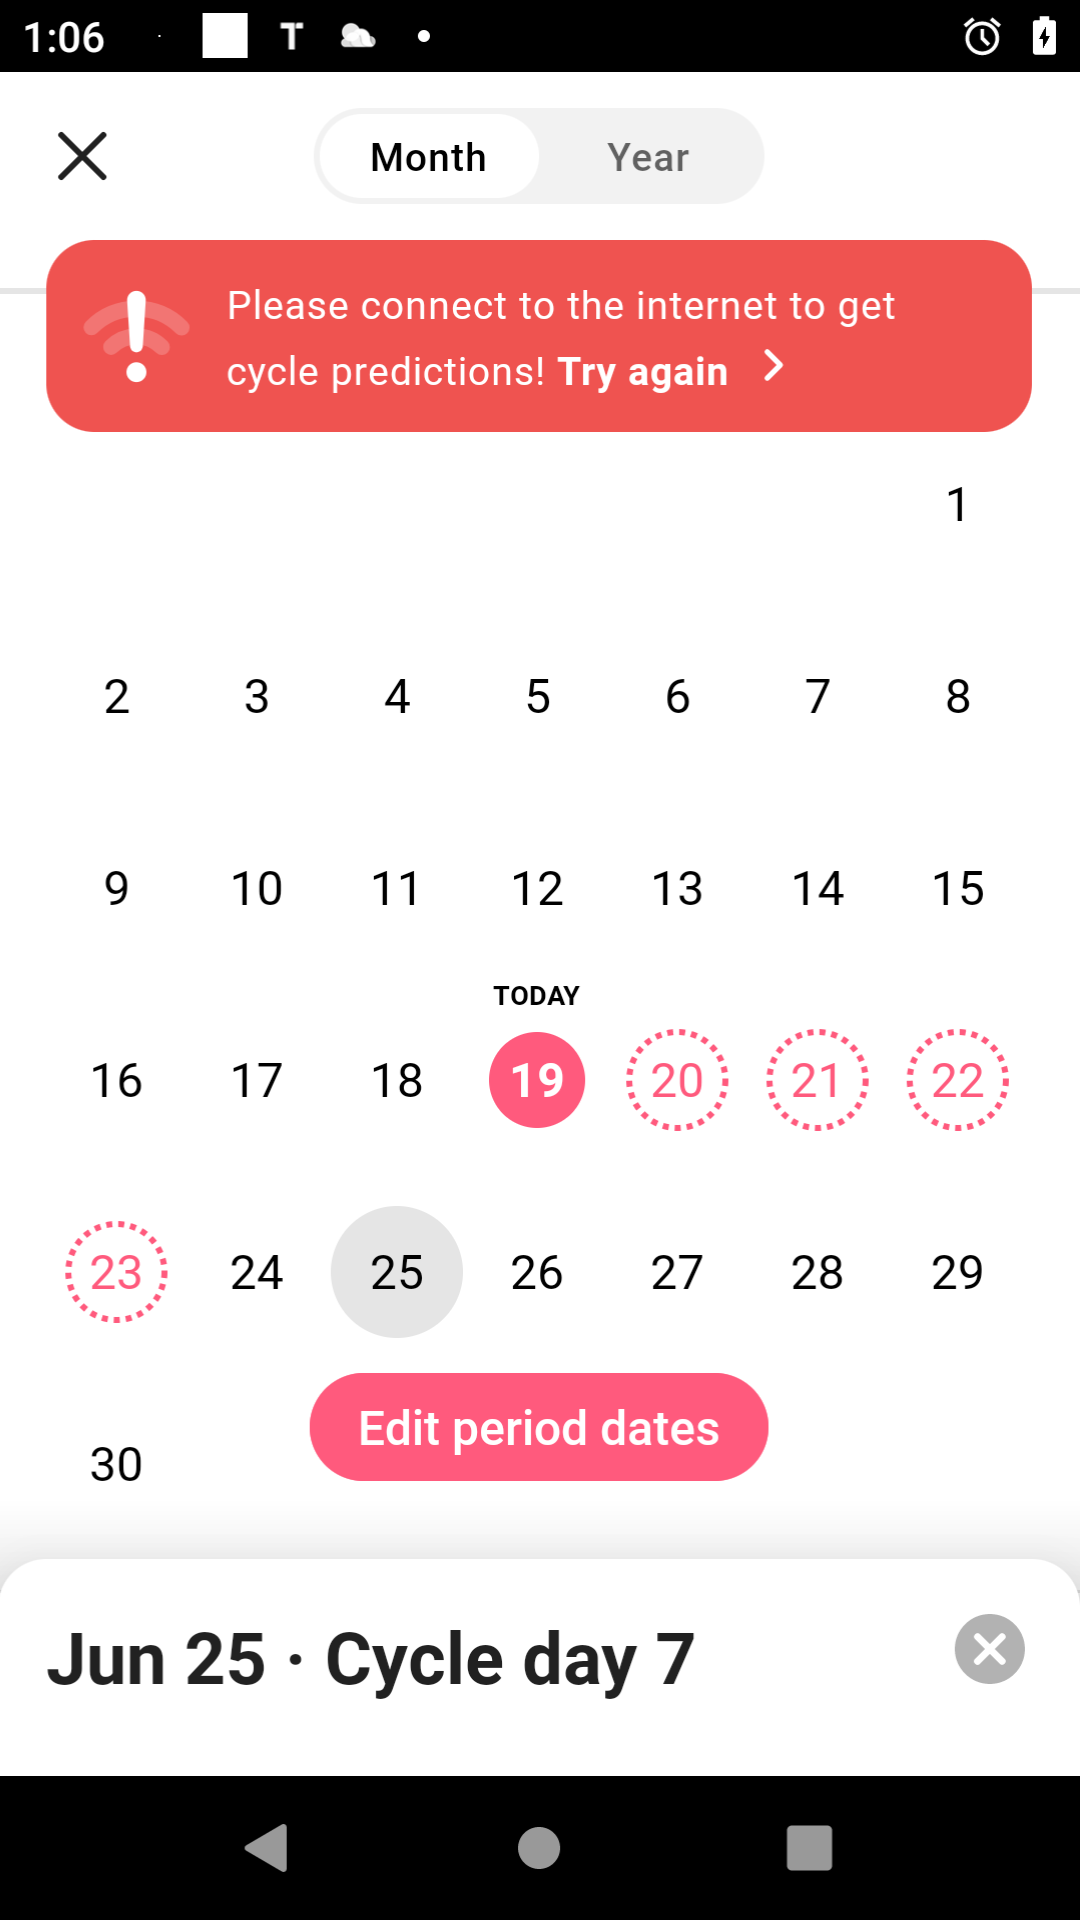 1:06
T
Month Year
Please connect to the internet to get
cycle predictions! Try again
1
2 3 4 5 6 7 8
9 10 11 12 13 14 15
TODAY
16 17 18 19 20 21 22
23 24 25 26 27 28 29
Edit period dates
30
Jun 25 · Cycle day 7